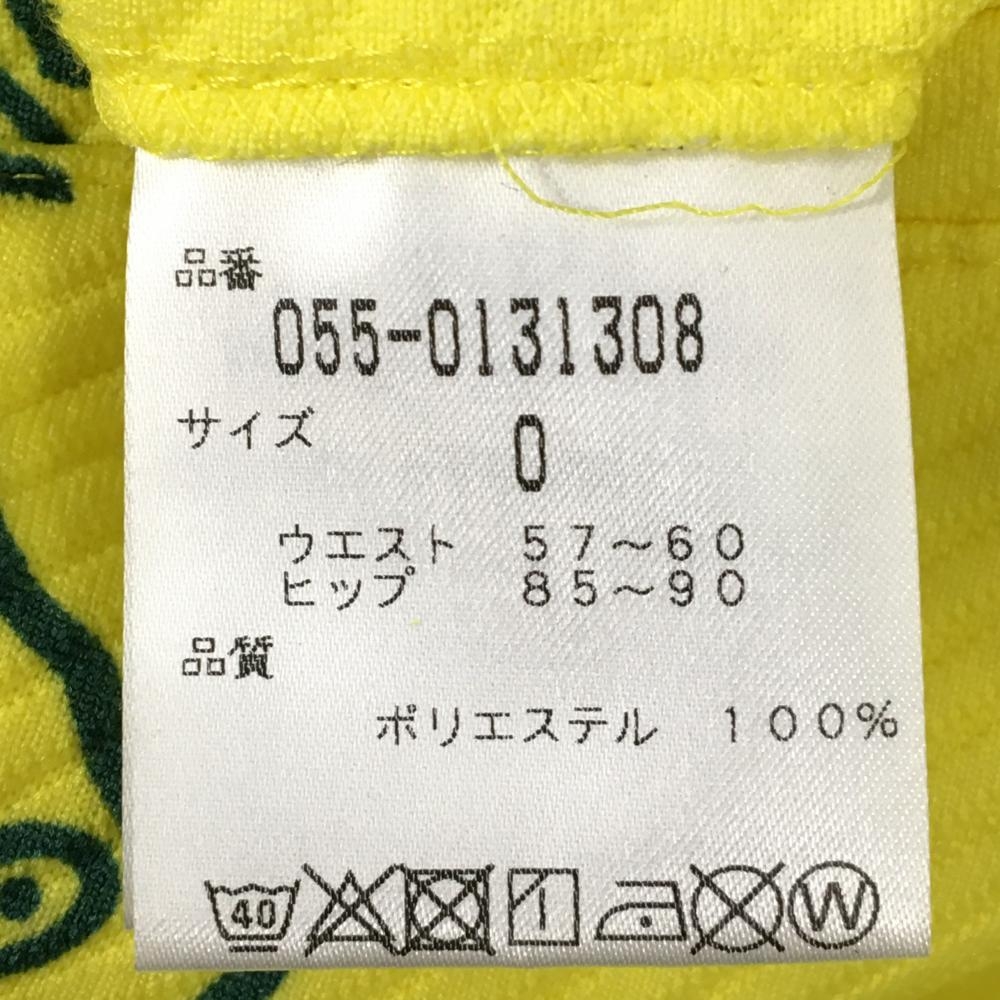 品番
055-0131308
サイズ 0
ウエスト 57～60
ヒップ 85～90
品質
ポリエステル 100%
40 W